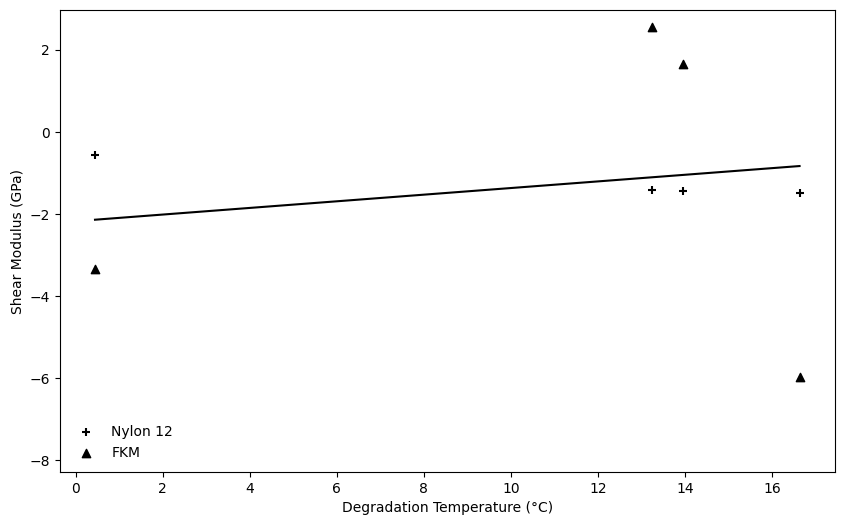 2
0
−2
−4
−6
−8
Shear Modulus (GPa)
Nylon 12
FKM
0 2 4 6 8 10 12 14 16
Degradation Temperature (°C)